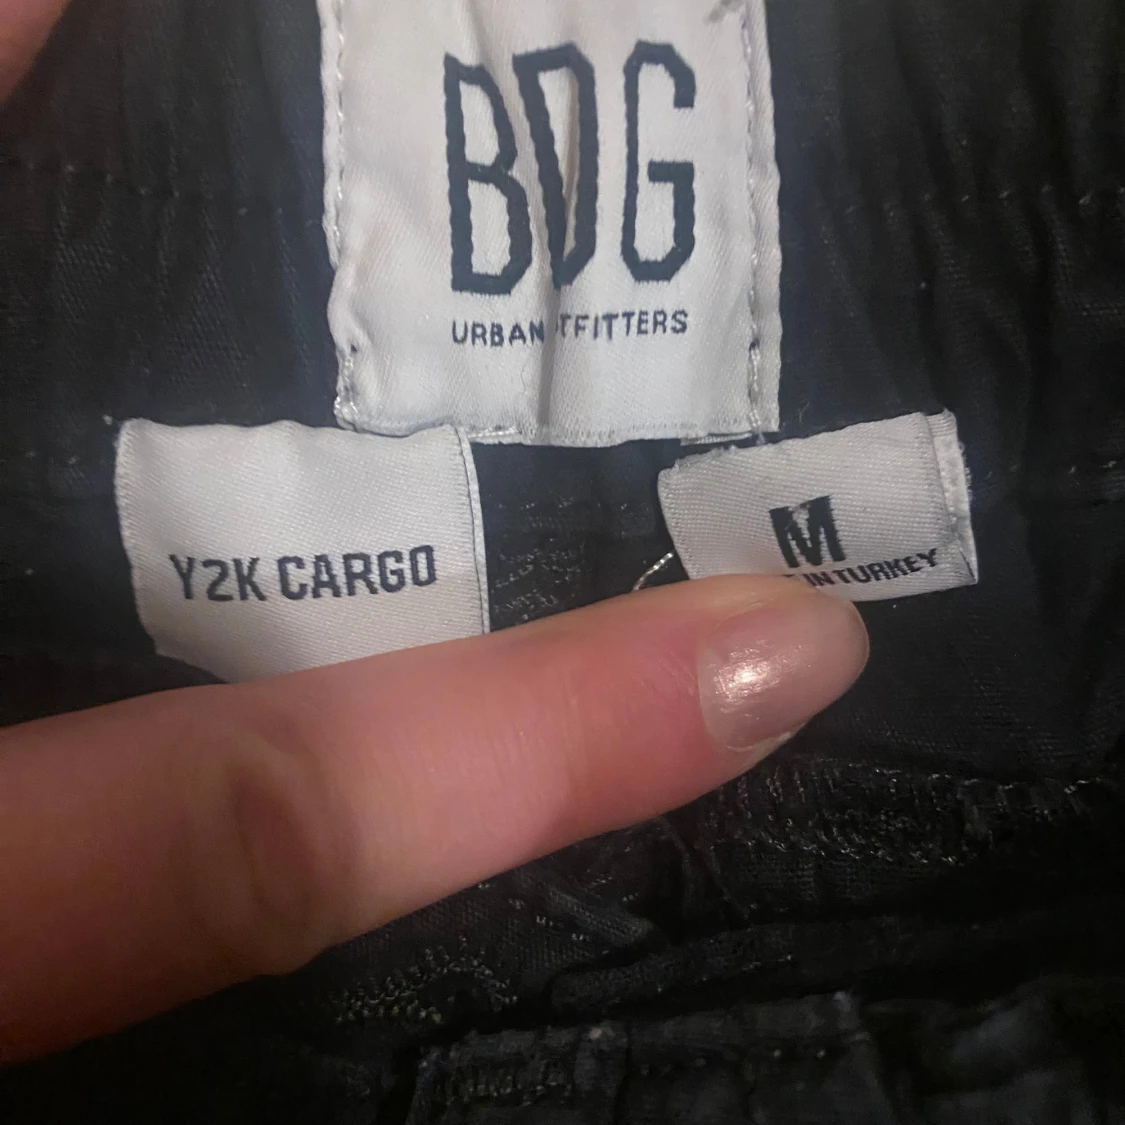 BDG
URBAN TFITTERS
Y2K CARGO
M
IN TURKEY